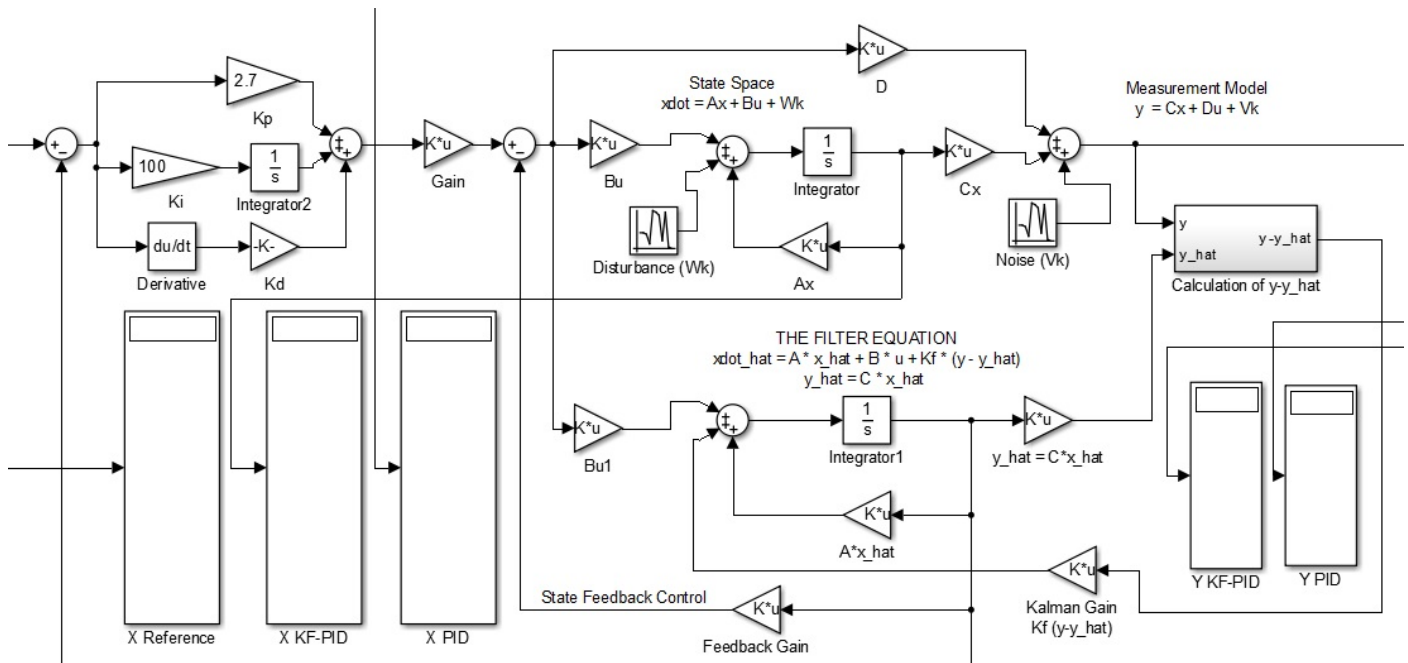 +
−
2.7
Kp
100
Ki
1
s
Integrator2
du/dt
Derivative
-K-
Kd
+
+
+
K*u
Gain
+
−
K*u
D
State Space
xdot = Ax + Bu + Wk
K*u
Bu
+
+
+
1
s
Integrator
K*u
Cx
Disturbance (Wk)
K*u
Ax
Measurement Model
y = Cx + Du + Vk
+
+
+
Noise (Vk)
y
y_hat
y -y_hat
Calculation of y-y_hat
THE FILTER EQUATION
xdot_hat = A * x_hat + B * u + Kf * (y - y_hat)
y_hat = C * x_hat
K*u
Bu1
+
+
+
1
s
Integrator1
K*u
y_hat = C*x_hat
K*u
A*x_hat
K*u
Kalman Gain
Kf (y-y_hat)
State Feedback Control
K*u
Feedback Gain
X Reference
X KF-PID
X PID
Y KF-PID
Y PID